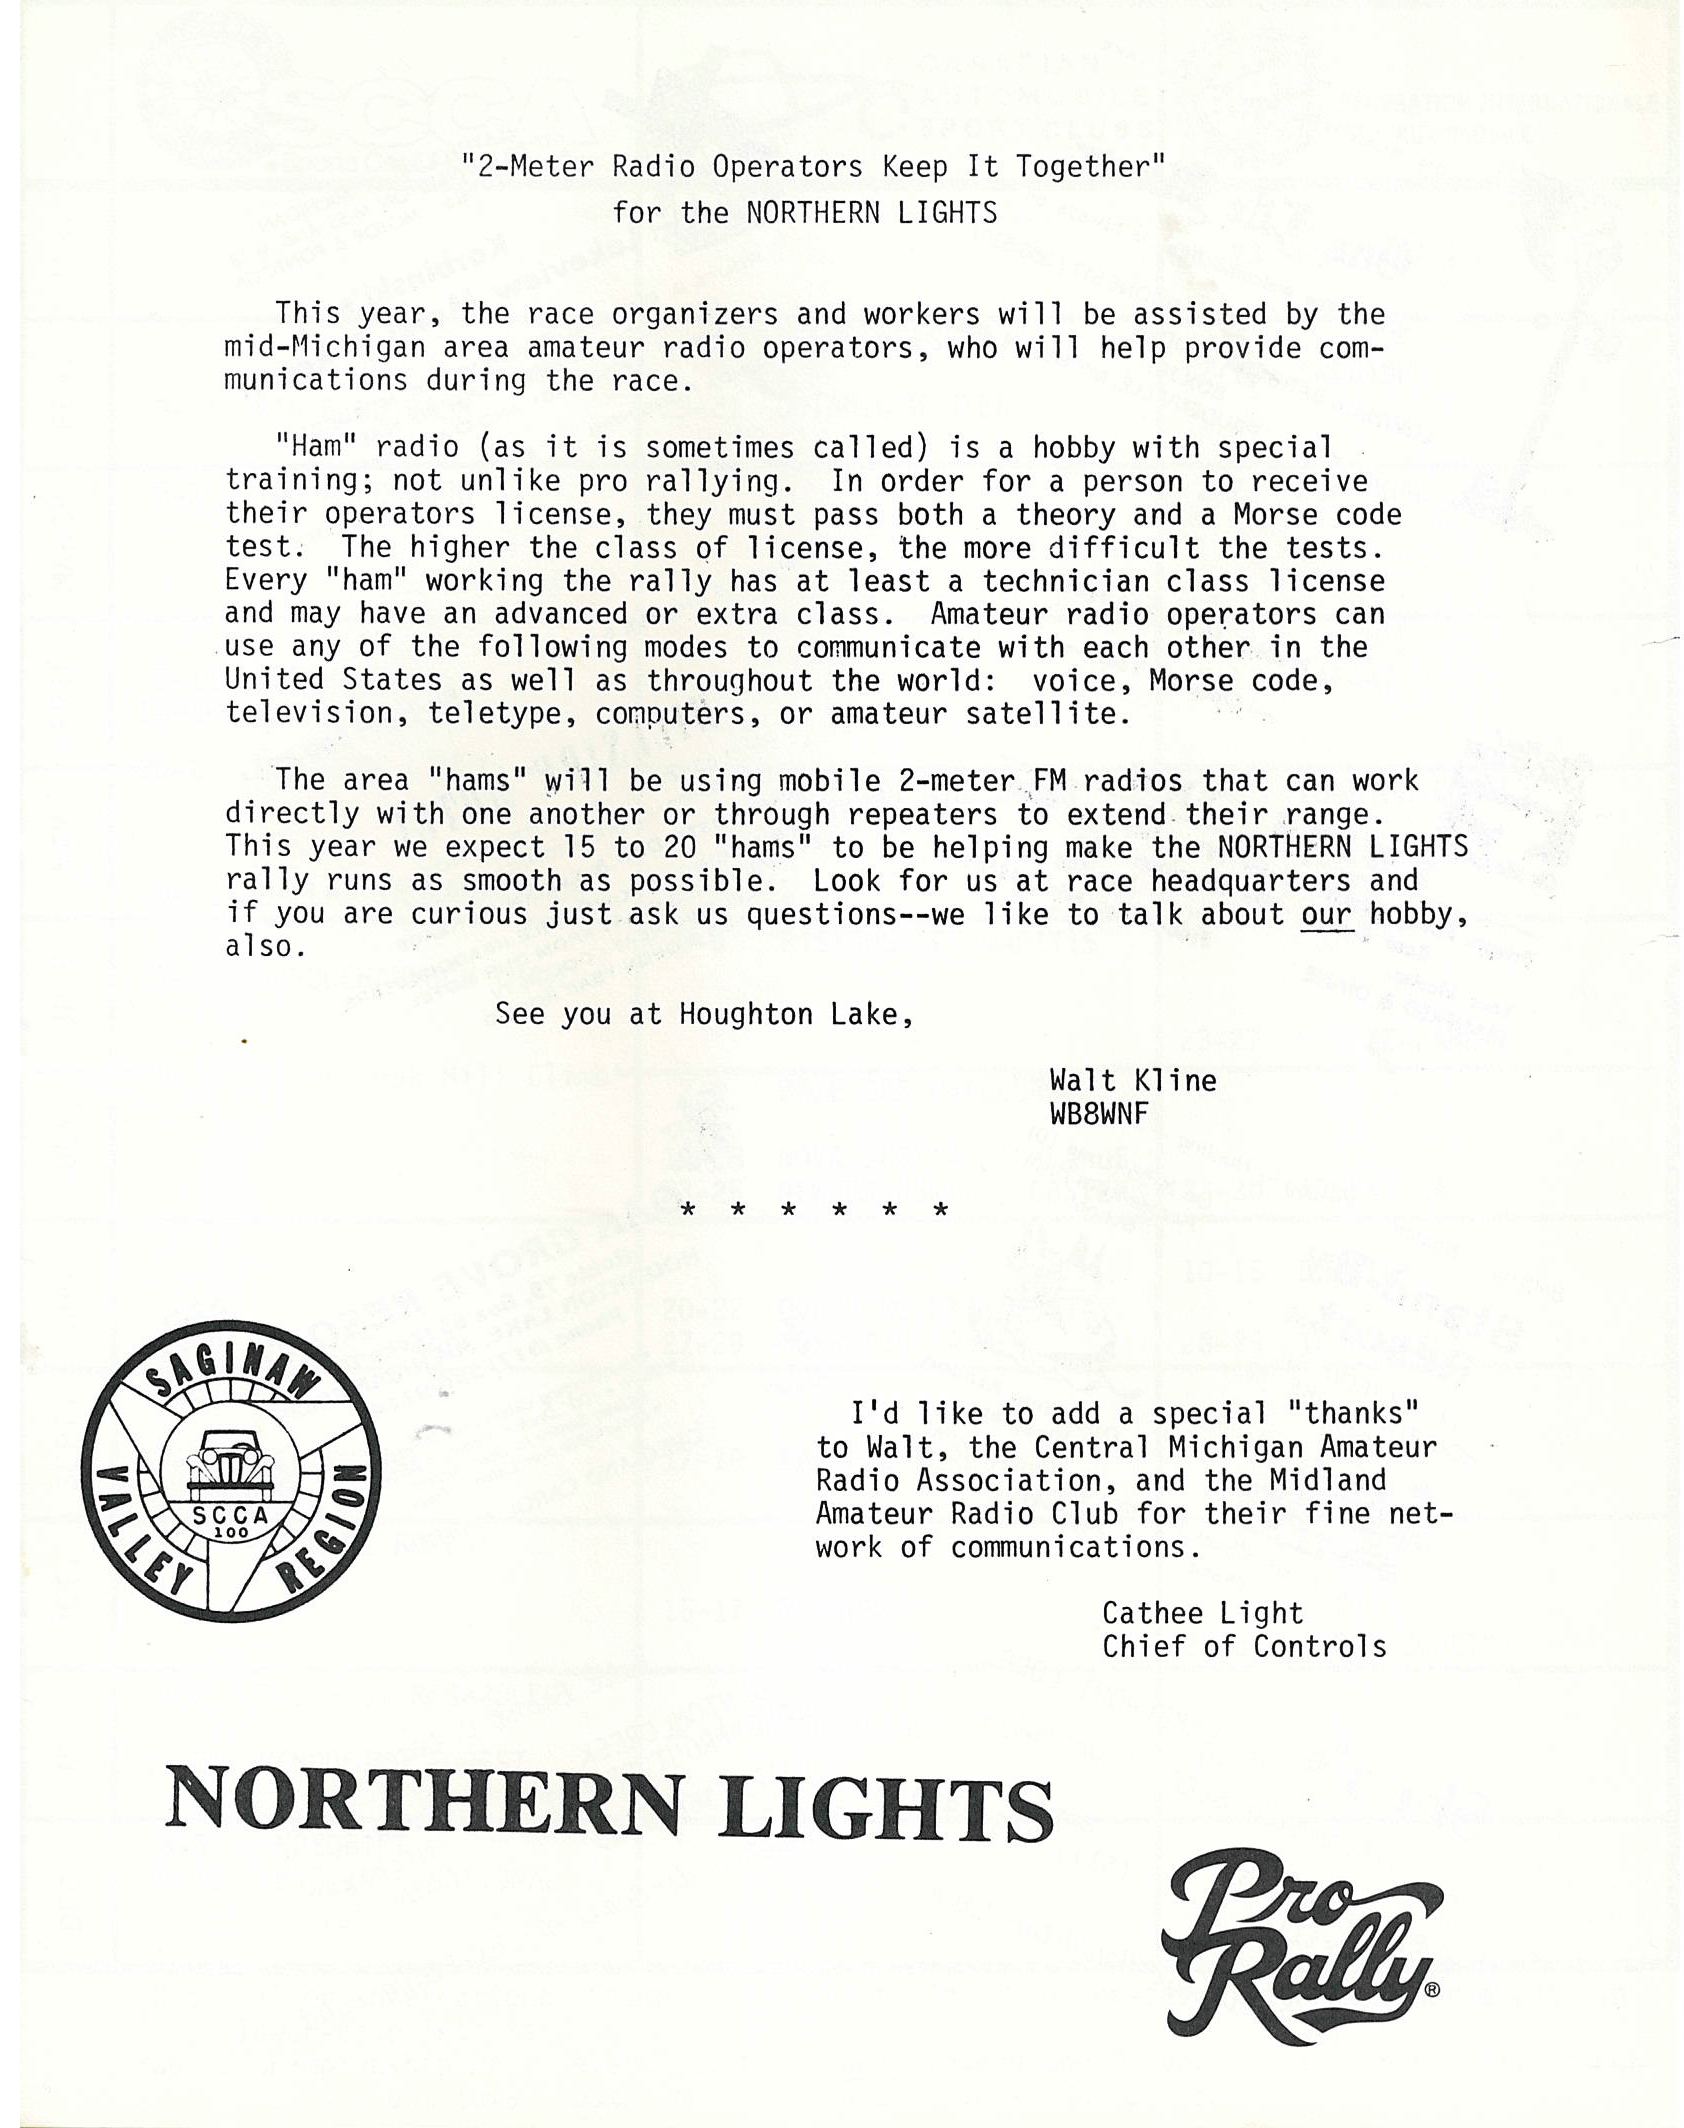 "2-Meter Radio Operators Keep It Together"
for the NORTHERN LIGHTS
This year, the race organizers and workers will be assisted by the
mid-Michigan area amateur radio operators, who will help provide com-
munications during the race.
"Ham" radio (as it is sometimes called) is a hobby with special
training; not unlike pro rallying. In order for a person to receive
their operators license, they must pass both a theory and a Morse code
test. The higher the class of license, the more difficult the tests.
Every "ham" working the rally has at least a technician class license
and may have an advanced or extra class. Amateur radio operators can
use any of the following modes to communicate with each other in the
United States as well as throughout the world: voice, Morse code,
television, teletype, computers, or amateur satellite.
The area "hams" will be using mobile 2-meter FM radios that can work
directly with one another or through repeaters to extend their range.
This year we expect 15 to 20 "hams" to be helping make the NORTHERN LIGHTS
rally runs as smooth as possible. Look for us at race headquarters and
if you are curious just ask us questions--we like to talk about our hobby,
also.
See you at Houghton Lake,
Walt Kline
WB8WNF
* * * * * *
SAGINAW
VALLEY
REGION
SCCA
100
I'd like to add a special "thanks"
to Walt, the Central Michigan Amateur
Radio Association, and the Midland
Amateur Radio Club for their fine net-
work of communications.
Cathee Light
Chief of Controls
NORTHERN LIGHTS
Pro
Rally®